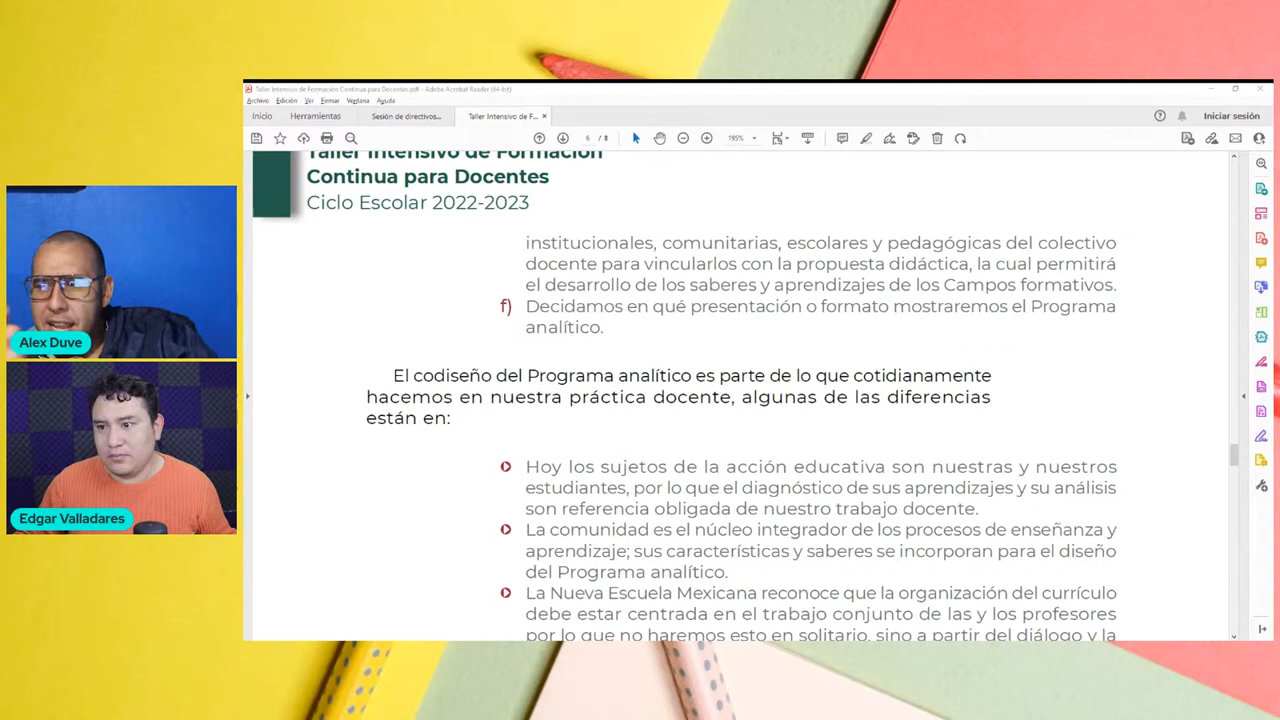 Taller Intensivo de Formación Continua para Docentes.pdf - Adobe Acrobat Reader (64-bit)
Archivo Edición Ver Firmar Ventana Ayuda
Inicio Herramientas Sesión de directivos... Taller Intensivo de F... × Iniciar sesión
6 / 8 195%
Taller Intensivo de Formación
Continua para Docentes
Ciclo Escolar 2022-2023
institucionales, comunitarias, escolares y pedagógicas del colectivo
docente para vincularlos con la propuesta didáctica, la cual permitirá
el desarrollo de los saberes y aprendizajes de los Campos formativos.
f) Decidamos en qué presentación o formato mostraremos el Programa
analítico.
El codiseño del Programa analítico es parte de lo que cotidianamente
hacemos en nuestra práctica docente, algunas de las diferencias
están en:
Hoy los sujetos de la acción educativa son nuestras y nuestros
estudiantes, por lo que el diagnóstico de sus aprendizajes y su análisis
son referencia obligada de nuestro trabajo docente.
La comunidad es el núcleo integrador de los procesos de enseñanza y
aprendizaje; sus características y saberes se incorporan para el diseño
del Programa analítico.
La Nueva Escuela Mexicana reconoce que la organización del currículo
debe estar centrada en el trabajo conjunto de las y los profesores
por lo que no haremos esto en solitario, sino a partir del diálogo y la
Alex Duve
Edgar Valladares